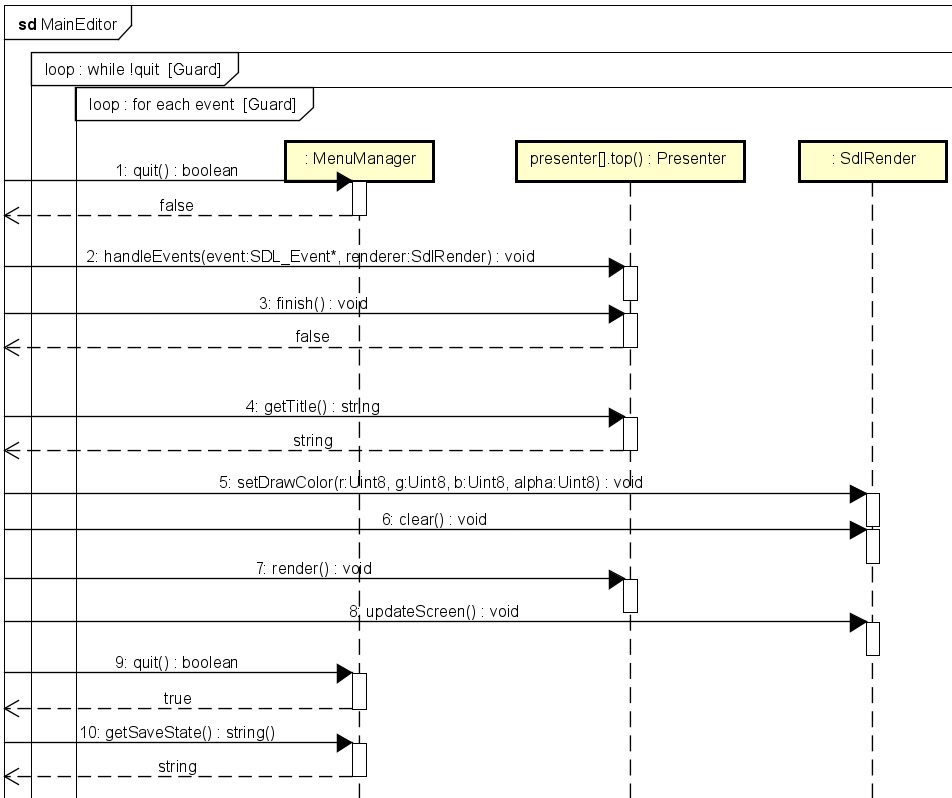 sd MainEditor
loop : while !quit [Guard]
loop : for each event [Guard]
: MenuManager
presenter[].top() : Presenter
: SdlRender
1: quit() : boolean
false
2: handleEvents(event:SDL_Event*, renderer:SdlRender) : void
3: finish() : void
false
4: getTitle() : string
string
5: setDrawColor(r:Uint8, g:Uint8, b:Uint8, alpha:Uint8) : void
6: clear() : void
7: render() : void
8: updateScreen() : void
9: quit() : boolean
true
10: getSaveState() : string()
string